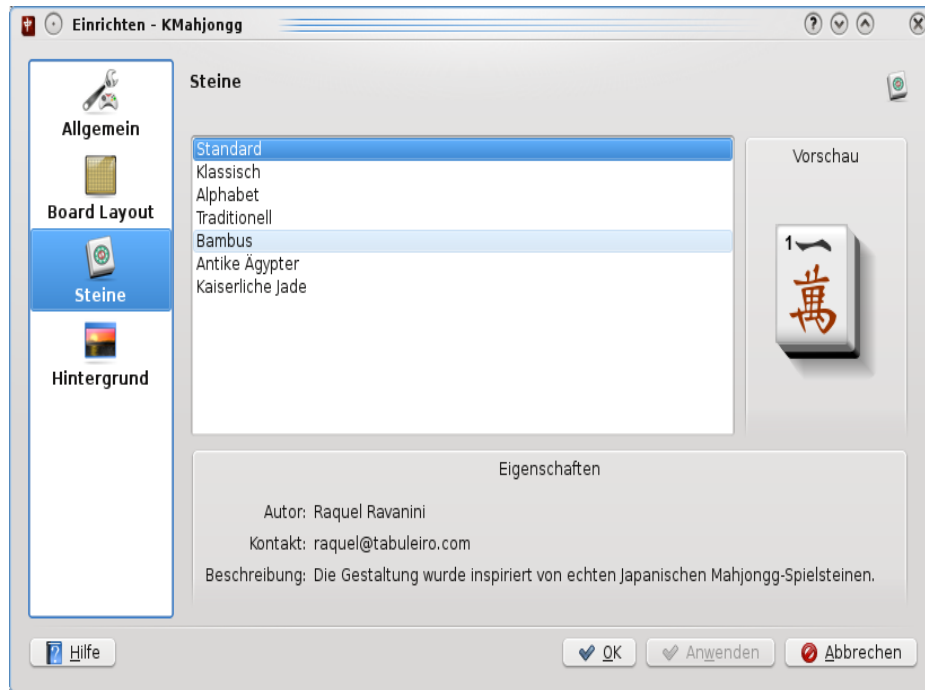 Einrichten - KMahjongg
Allgemein
Board Layout
Steine
Hintergrund
Steine
Standard
Klassisch
Alphabet
Traditionell
Bambus
Antike Ägypter
Kaiserliche Jade
Vorschau
1 一
萬
Eigenschaften
Autor: Raquel Ravanini
Kontakt: raquel@tabuleiro.com
Beschreibung: Die Gestaltung wurde inspiriert von echten Japanischen Mahjongg-Spielsteinen.
Hilfe
OK
Anwenden
Abbrechen